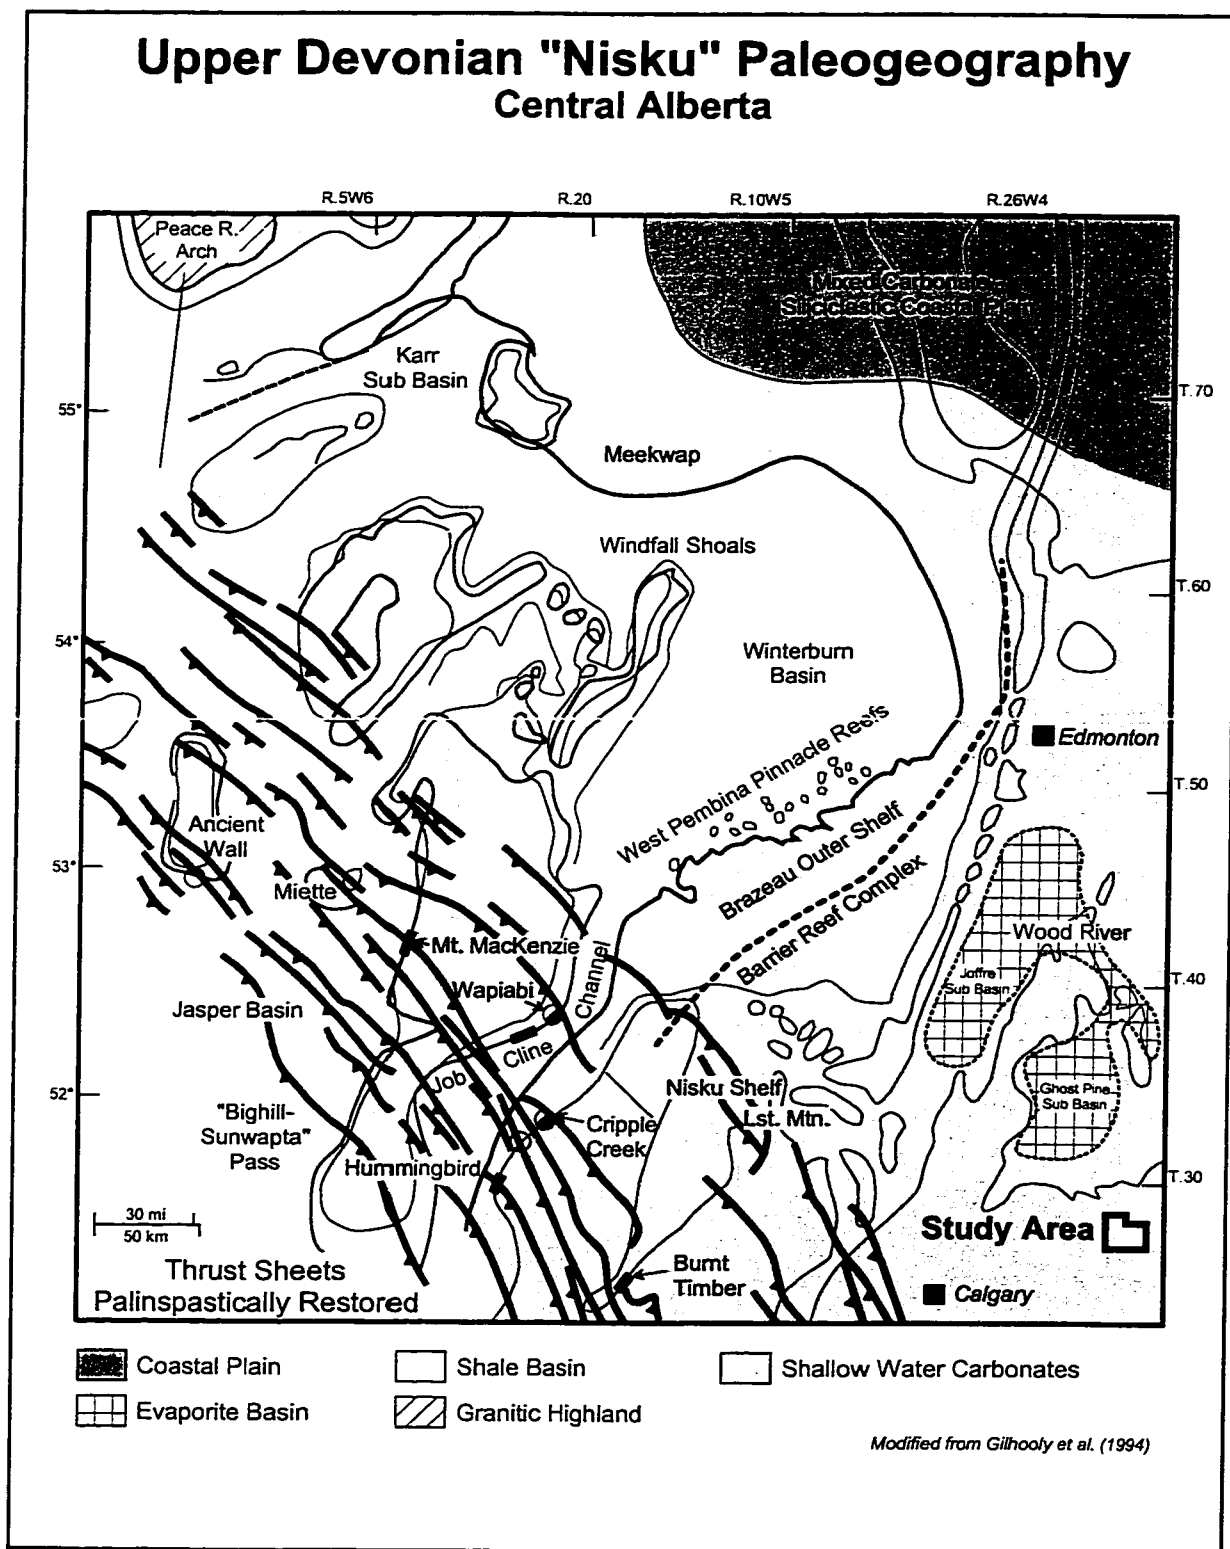 Upper Devonian "Nisku" Paleogeography
Central Alberta
R.5W6
R.20
R.10W5
R.26W4
Peace R.
Arch
Mixed Carbonate
Siliciclastic Coastal Plain
Karr
Sub Basin
T.70
55°
Meekwap
Windfall Shoals
T.60
54°
Winterburn
Basin
West Pembina Pinnacle Reefs
Edmonton
T.50
Brazeau Outer Shelf
Ancient
Wall
53°
Barrier Reef Complex
Miette
Wood River
Mt. MacKenzie
Joffre
Sub Basin
T.40
Wapiabi
Channel
Jasper Basin
Cline
Job
Nisku Shelf
52°
Ghost Pine
Sub Basin
"Bighill-
Sunwapta"
Pass
Lst. Mtn.
Cripple
Creek
Hummingbird
T.30
30 mi
50 km
Study Area
Burnt
Timber
Thrust Sheets
Palinspastically Restored
Calgary
Coastal Plain
Shale Basin
Shallow Water Carbonates
Evaporite Basin
Granitic Highland
Modified from Gilhooly et al. (1994)